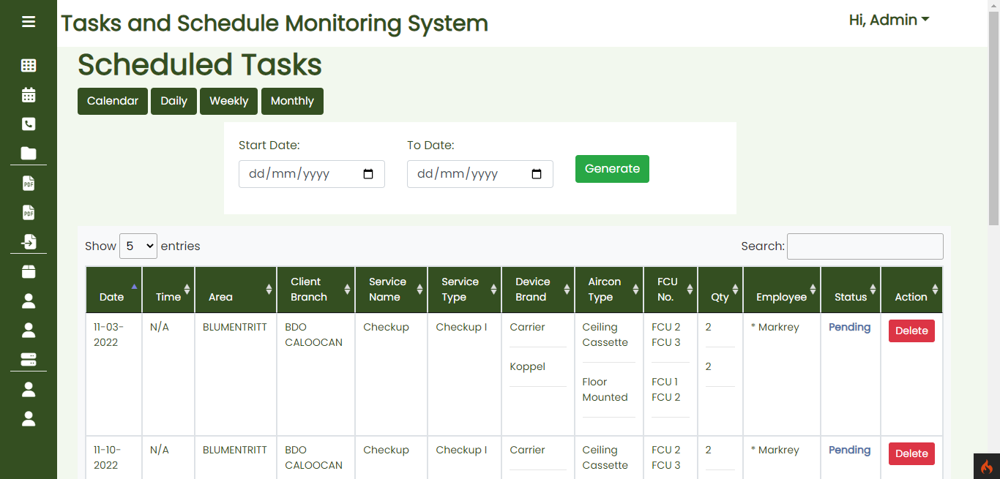 Tasks and Schedule Monitoring System
Hi, Admin
Scheduled Tasks
Calendar
Daily
Weekly
Monthly
Start Date:
To Date:
dd/mm/yyyy
dd/mm/yyyy
Generate
PDF
PDF
Show 5 entries
Search:
Date
Time
Area
Client Branch
Service Name
Service Type
Device Brand
Aircon Type
FCU No.
Qty
Employee
Status
Action
11-03-2022
N/A
BLUMENTRITT
BDO CALOOCAN
Checkup
Checkup I
Carrier
Koppel
Ceiling Cassette
Floor Mounted
FCU 2
FCU 3
FCU 1
FCU 2
2
2
* Markrey
Pending
Delete
11-10-2022
N/A
BLUMENTRITT
BDO CALOOCAN
Checkup
Checkup I
Carrier
Ceiling Cassette
FCU 2
FCU 3
2
* Markrey
Pending
Delete